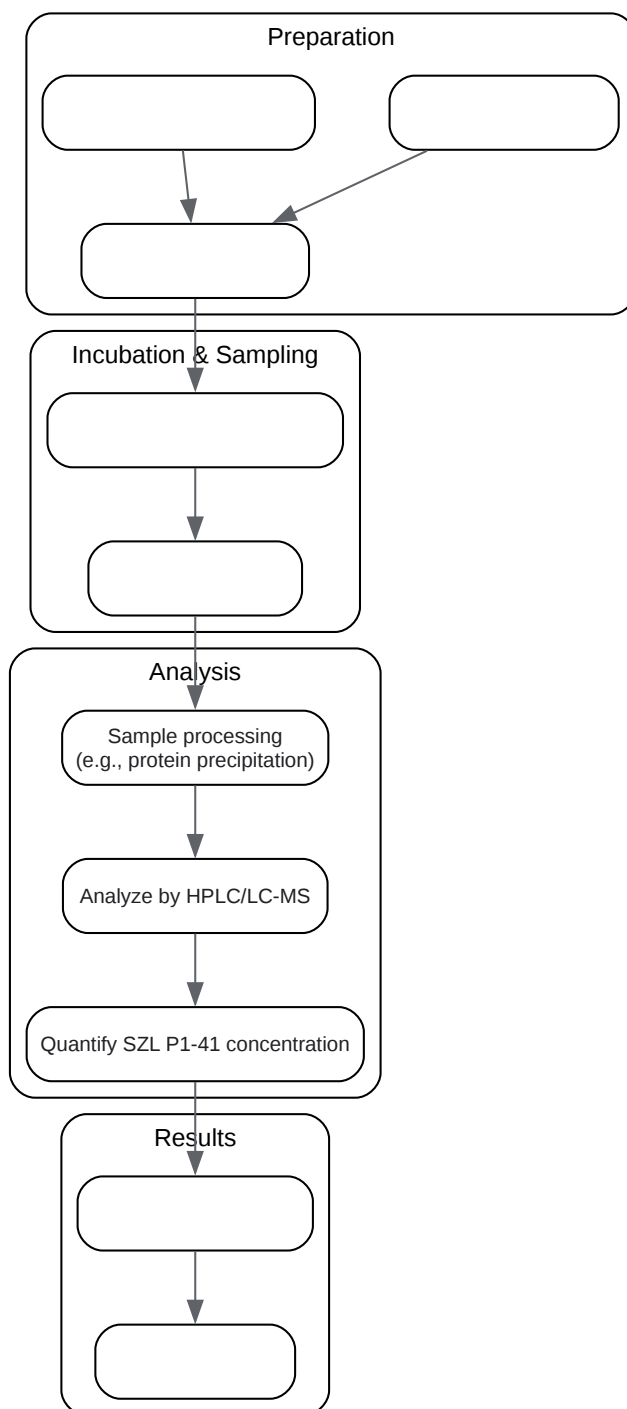 Preparation
Incubation & Sampling
Analysis
Sample processing
(e.g., protein precipitation)
Analyze by HPLC/LC-MS
Quantify SZL P1-41 concentration
Results